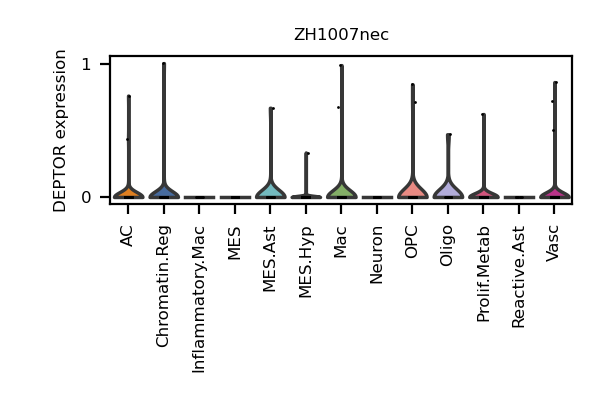 ZH1007nec
DEPTOR expression
1
0
AC
Chromatin.Reg
Inflammatory.Mac
MES
MES.Ast
MES.Hyp
Mac
Neuron
OPC
Oligo
Prolif.Metab
Reactive.Ast
Vasc